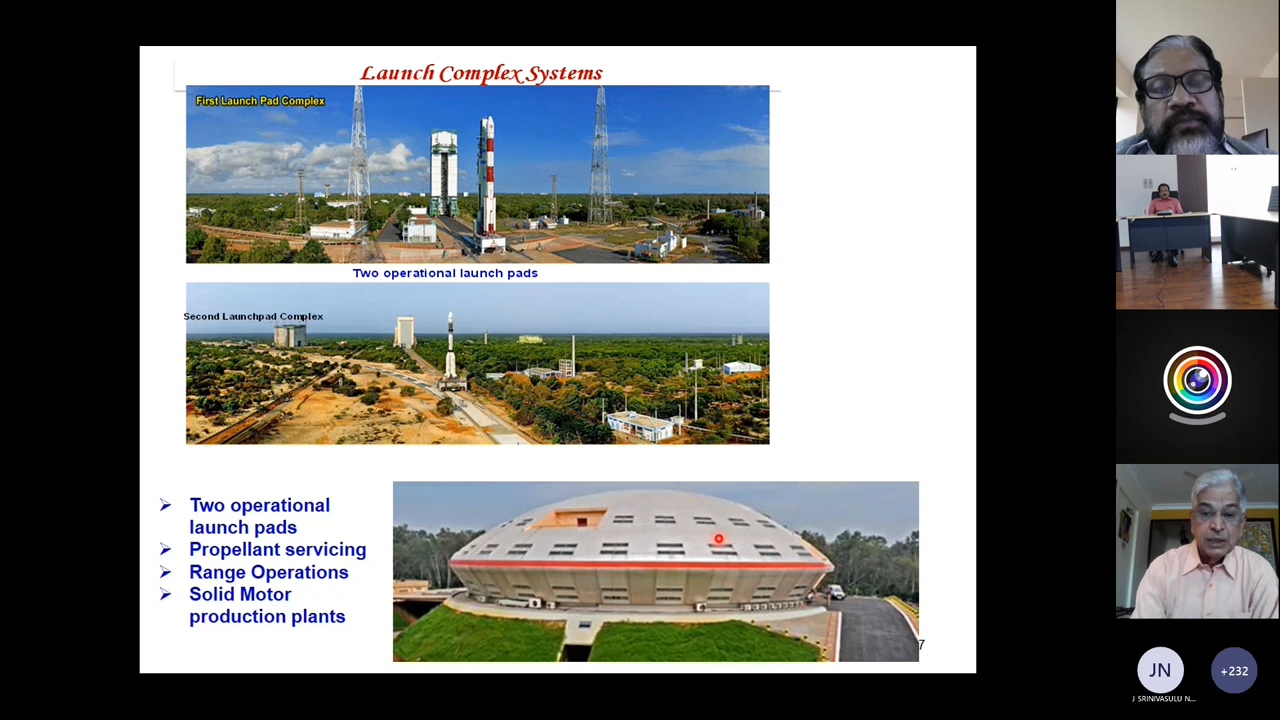 Launch Complex Systems
First Launch Pad Complex
Two operational launch pads
Second Launchpad Complex
➢ Two operational
launch pads
➢ Propellant servicing
➢ Range Operations
➢ Solid Motor
production plants
7
JN
+232
J SRINIVASULU N...